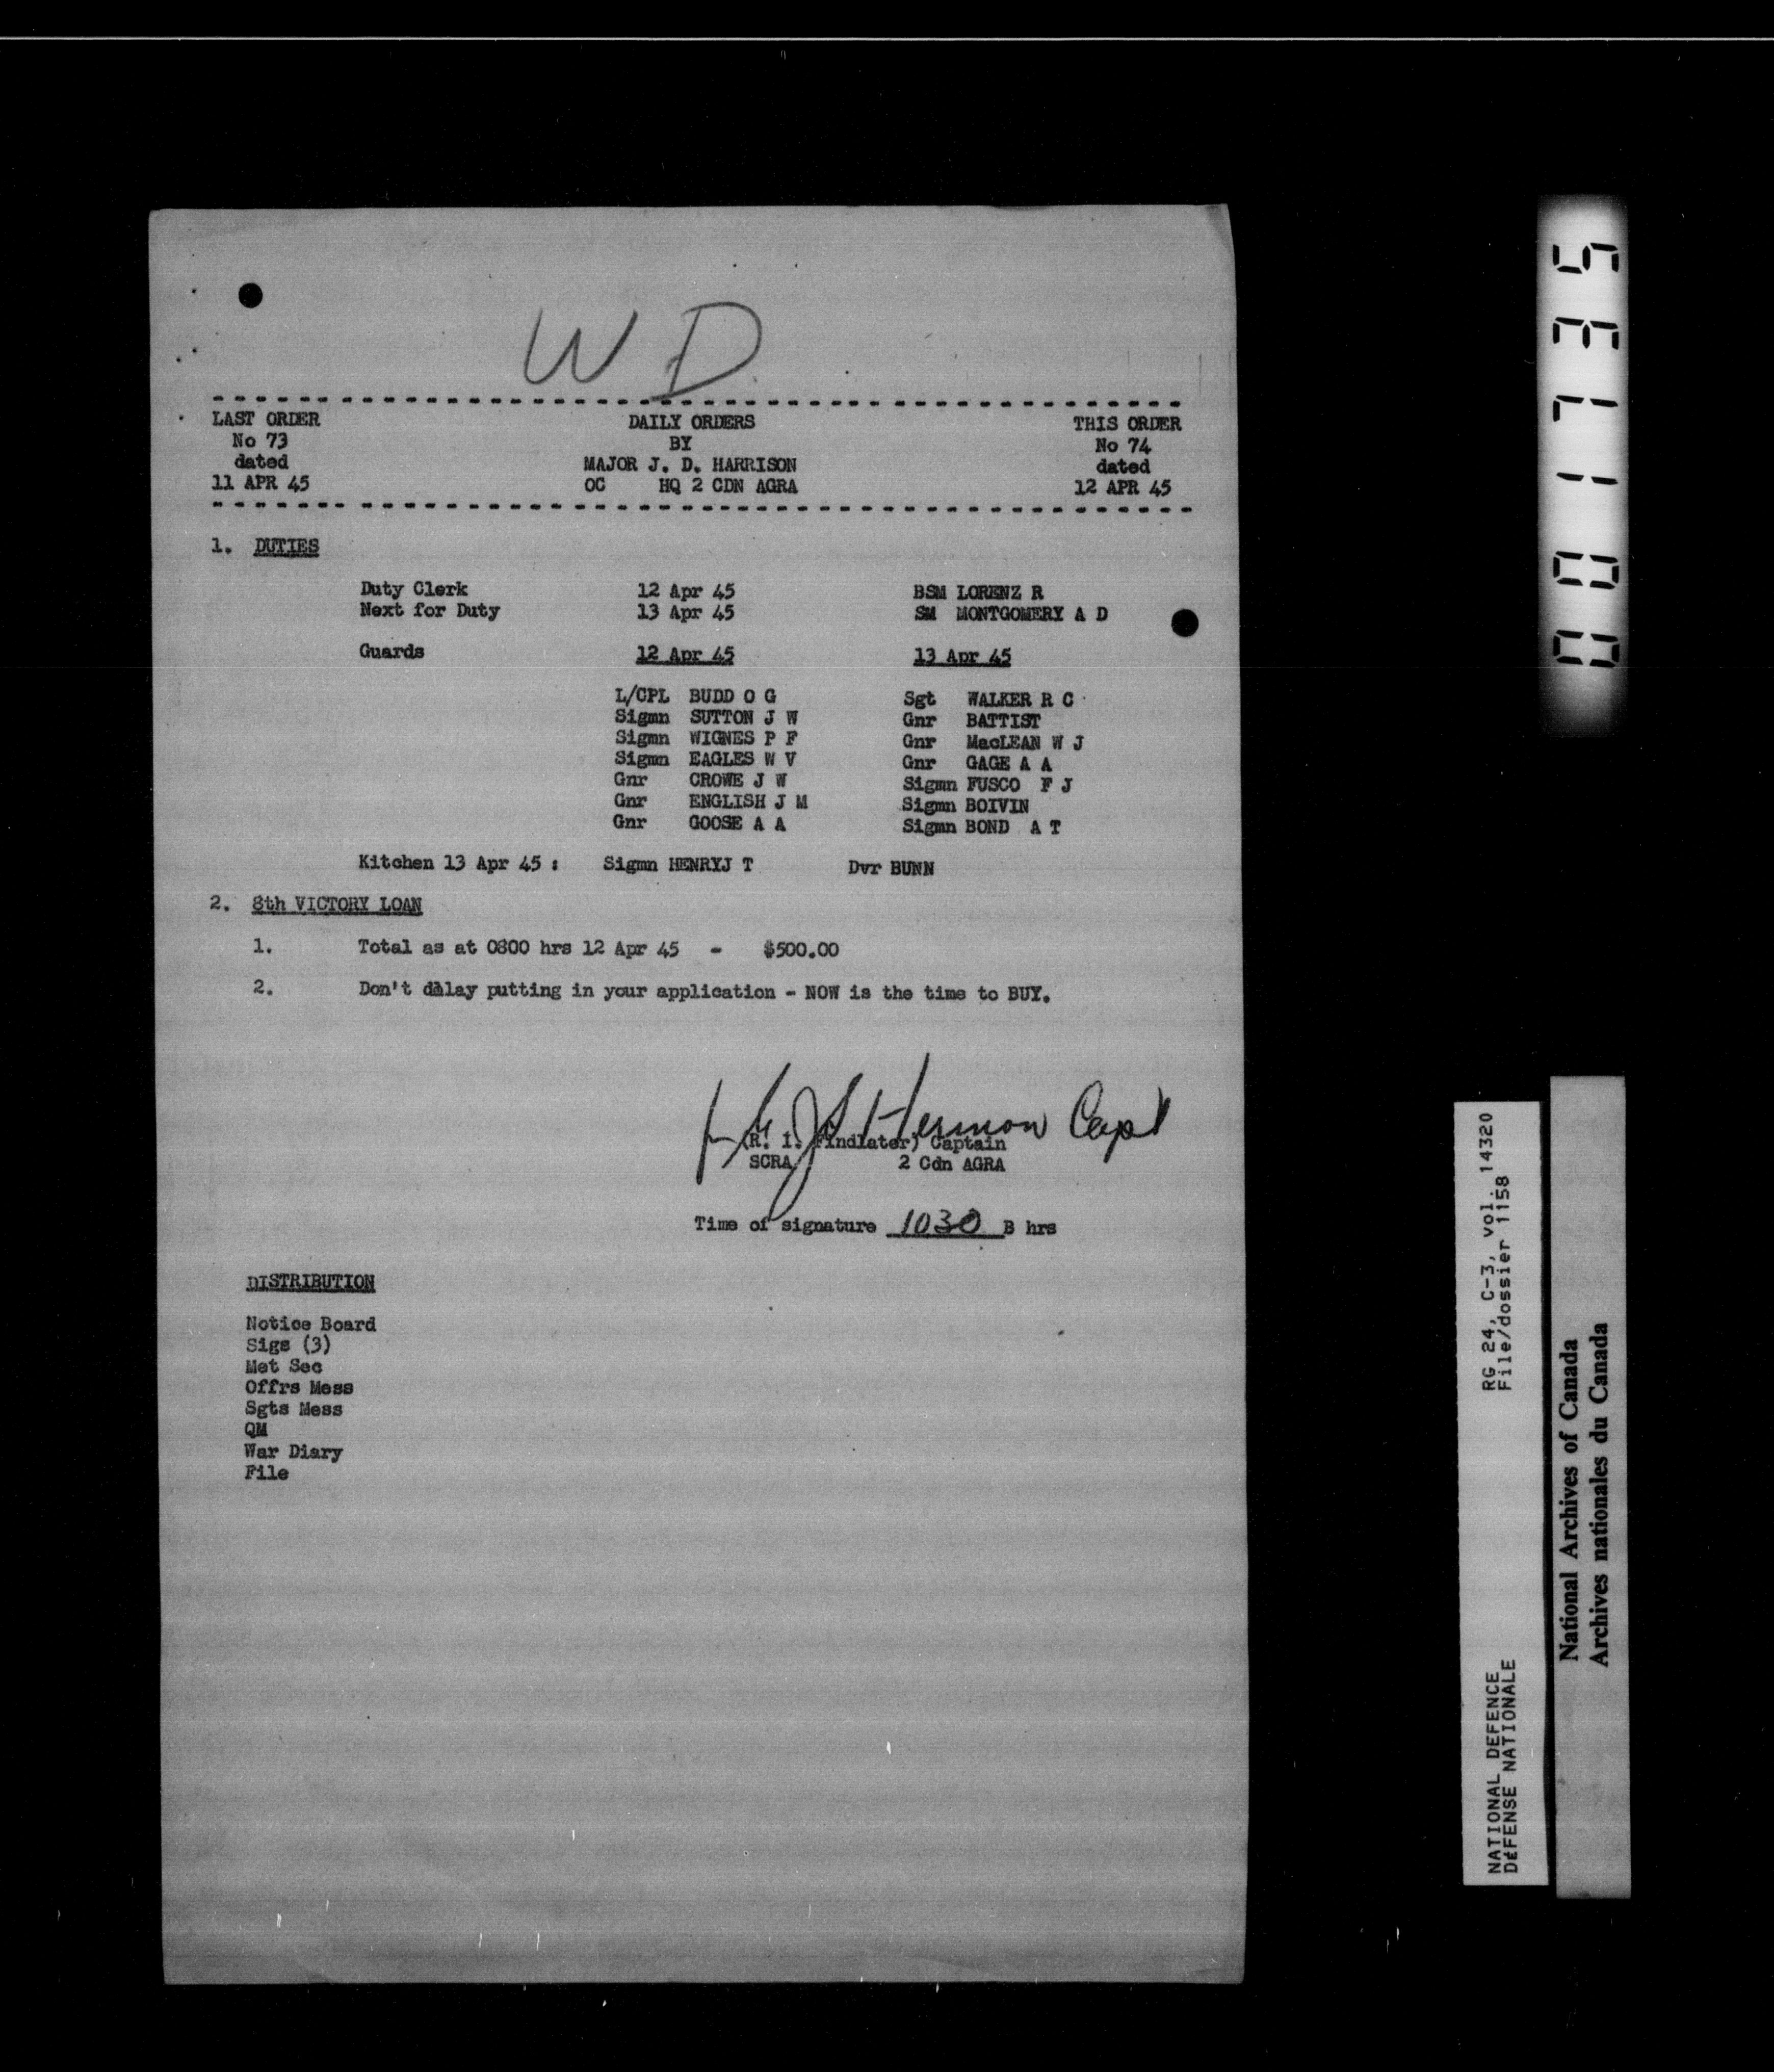 W D
LAST ORDER DAILY ORDERS THIS ORDER
No 73 BY No 74
dated MAJOR J. D. HARRISON dated
11 APR 45 OC HQ 2 CDN AGRA 12 APR 45
1. DUTIES
Duty Clerk 12 Apr 45 BSM LORENZ R
Next for Duty 13 Apr 45 SM MONTGOMERY A D
Guards 12 Apr 45 13 Apr 45
L/CPL BUDD O G Sgt WALKER R C
Sigmn SUTTON J W Gnr BATTIST
Sigmn WIGNES P F Gnr MacLEAN W J
Sigmn EAGLES W V Gnr GAGE A A
Gnr CROWE J W Sigmn FUSCO F J
Gnr ENGLISH J M Sigmn BOIVIN
Gnr GOOSE A A Sigmn BOND A T
Kitchen 13 Apr 45 : Sigmn HENRYJ T Dvr BUNN
2. 8th VICTORY LOAN
1. Total as at 0800 hrs 12 Apr 45 - $500.00
2. Don't dalay putting in your application - NOW is the time to BUY.
Hermon Capt
(R. I. Findlater) Captain
SCRA 2 Cdn AGRA
Time of signature 1030 B hrs
DISTRIBUTION
Notice Board
Sigs (3)
Met Sec
Offrs Mess
Sgts Mess
QM
War Diary
File
001 1735
NATIONAL DEFENCE RG 24, C-3, vol. 14320
DÉFENSE NATIONALE File/dossier 1158
National Archives of Canada
Archives nationales du Canada